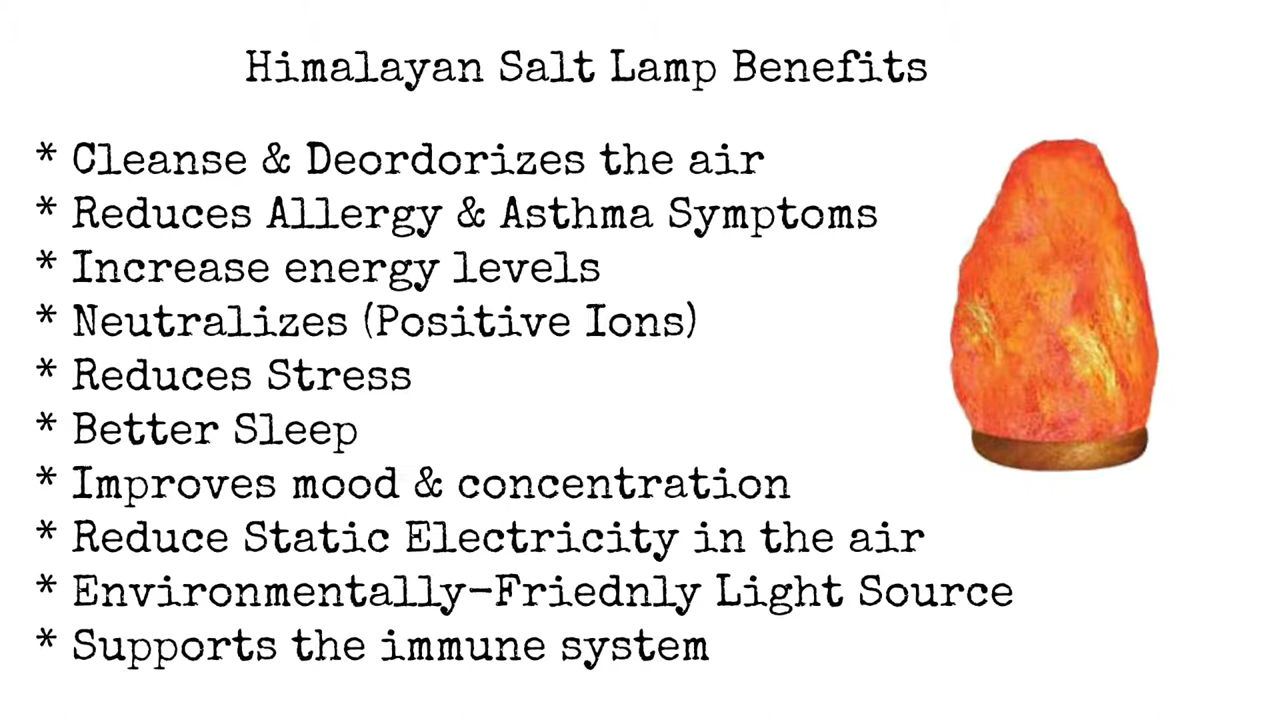 Himalayan Salt Lamp Benefits
* Cleanse & Deordorizes the air
* Reduces Allergy & Asthma Symptoms
* Increase energy levels
* Neutralizes (Positive Ions)
* Reduces Stress
* Better Sleep
* Improves mood & concentration
* Reduce Static Electricity in the air
* Environmentally-Friednly Light Source
* Supports the immune system